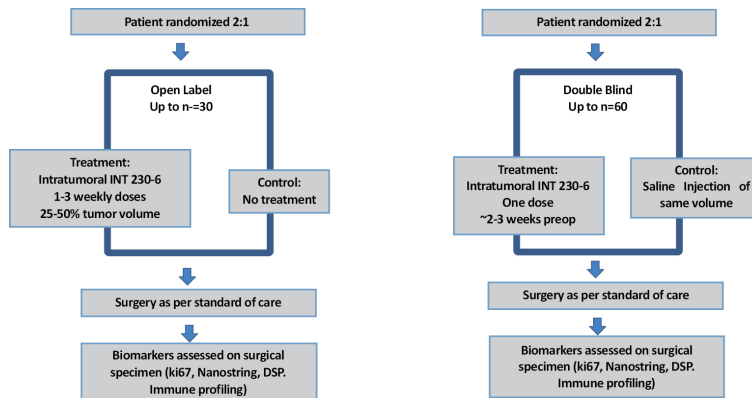 Patient randomized 2:1
Open Label
Up to n-=30
Treatment:
Intratumoral INT 230-6
1-3 weekly doses
25-50% tumor volume
Control:
No treatment
Surgery as per standard of care
Biomarkers assessed on surgical
specimen (ki67, Nanostring, DSP.
Immune profiling)
Patient randomized 2:1
Double Blind
Up to n=60
Treatment:
Intratumoral INT 230-6
One dose
~2-3 weeks preop
Control:
Saline Injection of
same volume
Surgery as per standard of care
Biomarkers assessed on surgical
specimen (ki67, Nanostring, DSP.
Immune profiling)